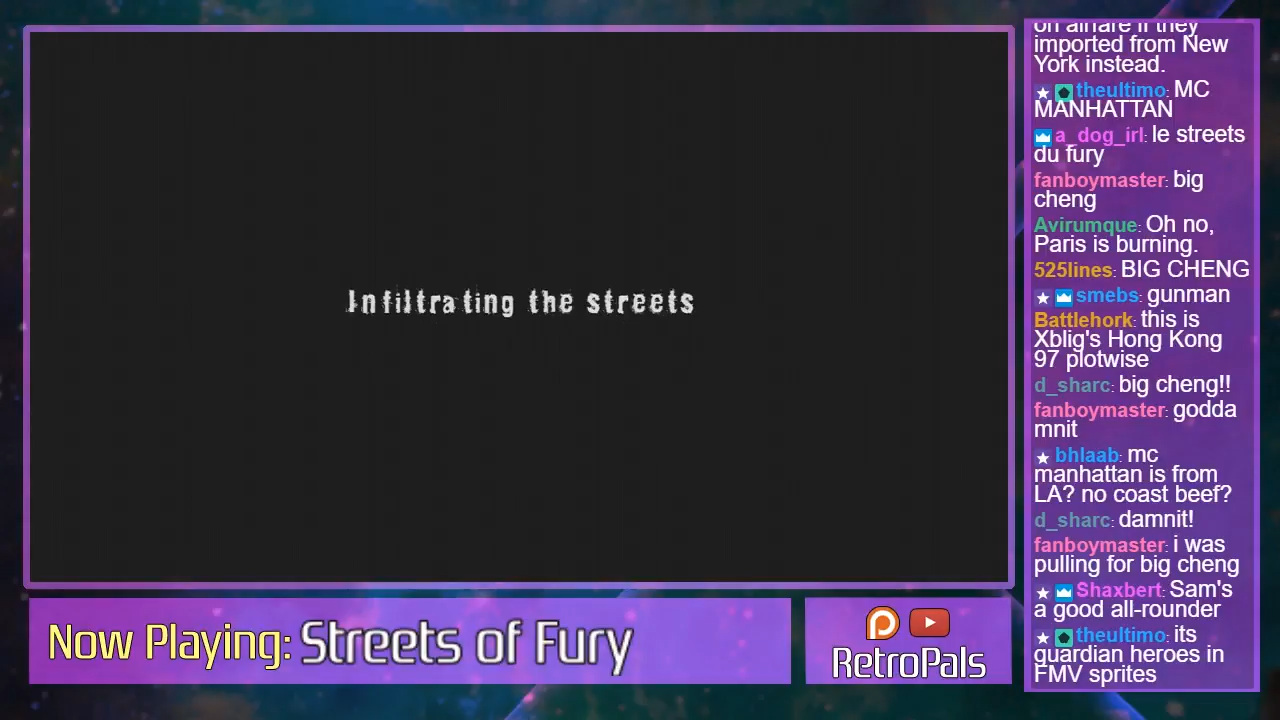 Infiltrating the streets
Now Playing: Streets of Fury
RetroPals
on airfare if they
imported from New
York instead.
theultimo: MC
MANHATTAN
a_dog_irl: le streets
du fury
fanboymaster: big
cheng
Avirumque: Oh no,
Paris is burning.
525lines: BIG CHENG
smebs: gunman
Battlehork: this is
Xblig's Hong Kong
97 plotwise
d_sharc: big cheng!!
fanboymaster: godda
mnit
bhlaab: mc
manhattan is from
LA? no coast beef?
d_sharc: damnit!
fanboymaster: i was
pulling for big cheng
Shaxbert: Sam's
a good all-rounder
theultimo: its
guardian heroes in
FMV sprites